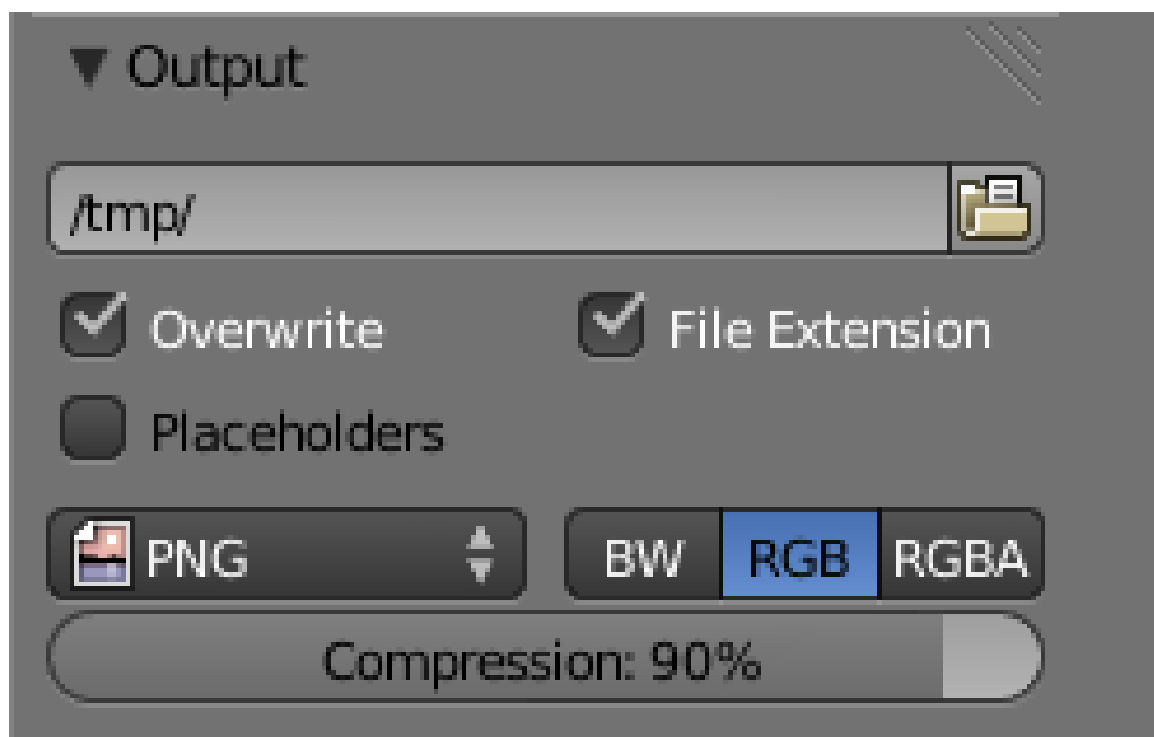 Output
/tmp/
Overwrite File Extension
Placeholders
PNG BW RGB RGBA
Compression: 90%